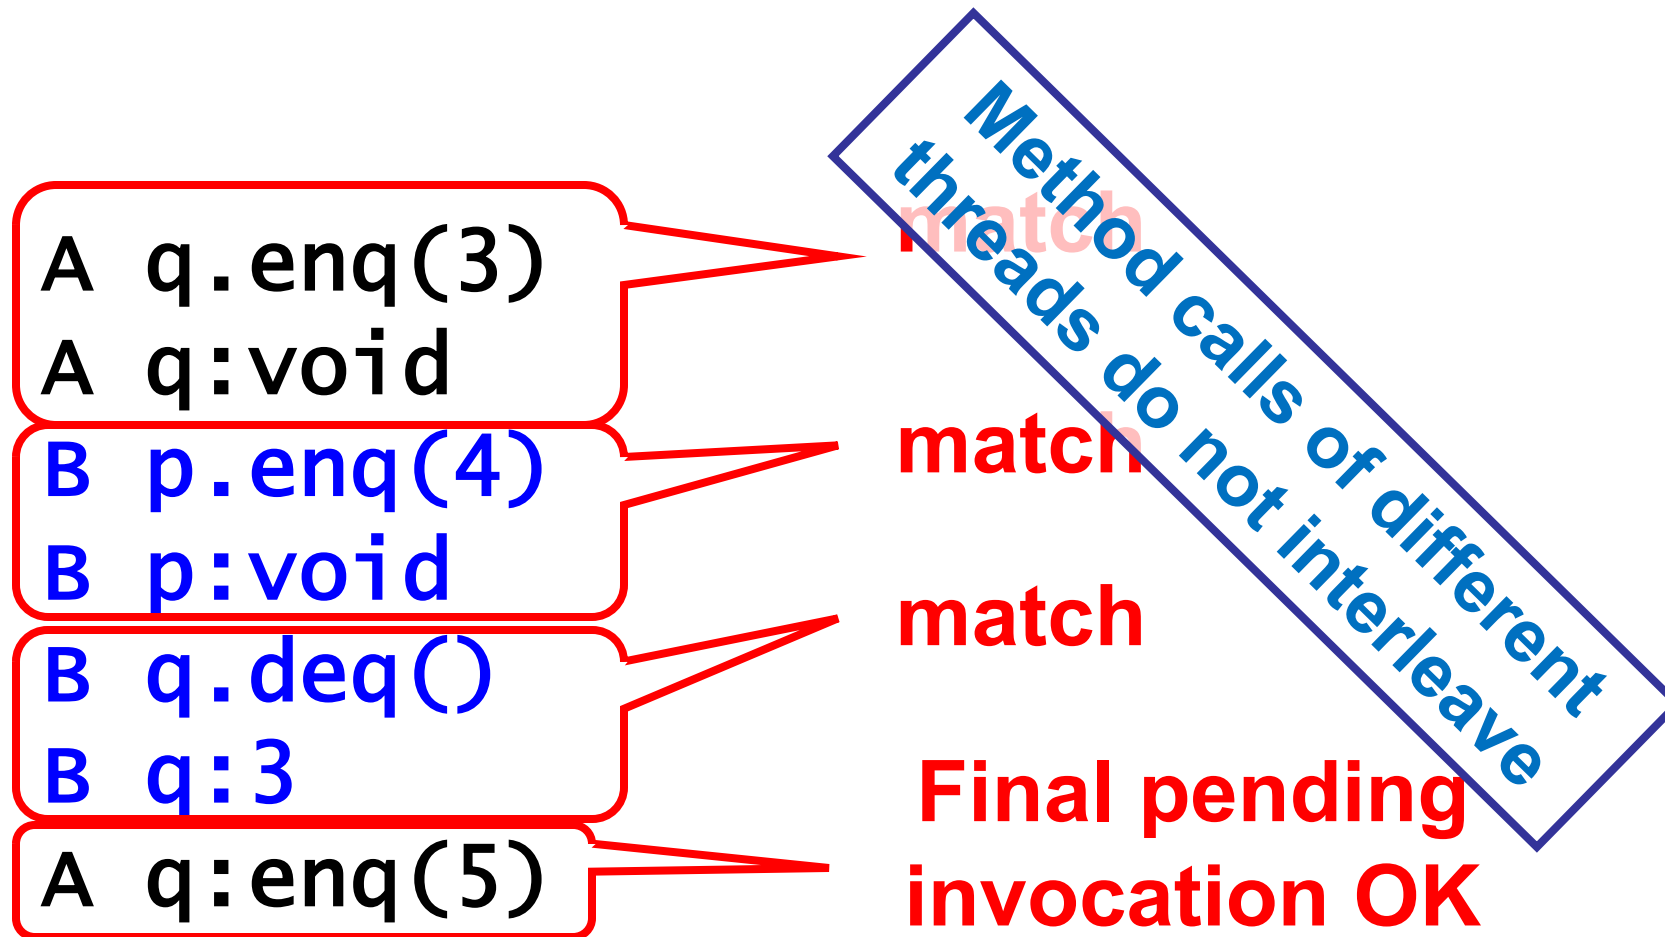 A q.enq(3)
A q:void
B p.enq(4)
B p:void
B q.deq()
B q:3
A q:enq(5)
match
match
match
Final pending
invocation OK
Method calls of different
threads do not interleave